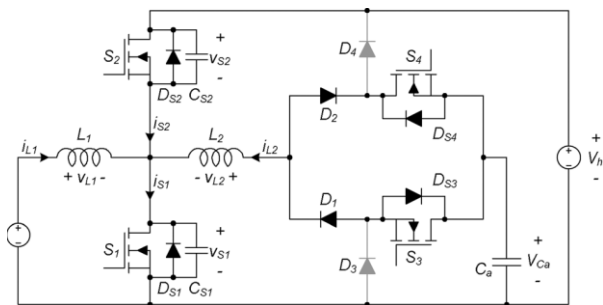 S2
+
vS2
-
DS2
CS2
iS2
D4
S4
D2
DS4
iL1
L1
+ vL1 -
L2
- vL2 +
iL2
iS1
D1
DS3
+
Vh
-
S1
+
vS1
-
DS1
CS1
D3
S3
Ca
+
VCa
-